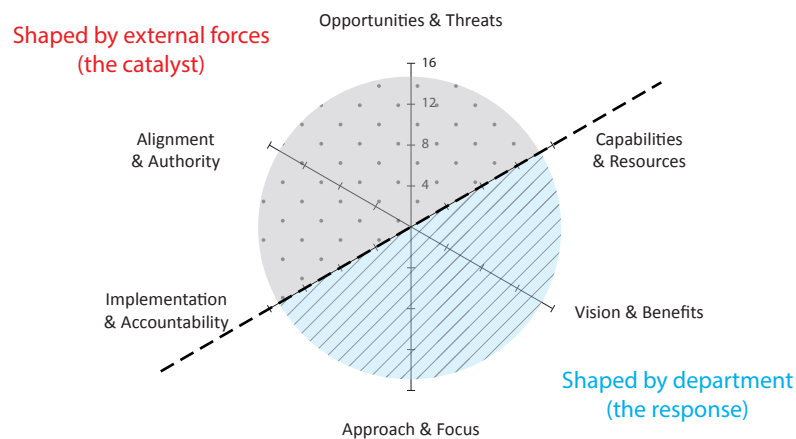 Opportunities & Threats
Shaped by external forces
(the catalyst)
16
12
8
4
Alignment
& Authority
Capabilities
& Resources
Implementation
& Accountability
Vision & Benefits
Shaped by department
(the response)
Approach & Focus